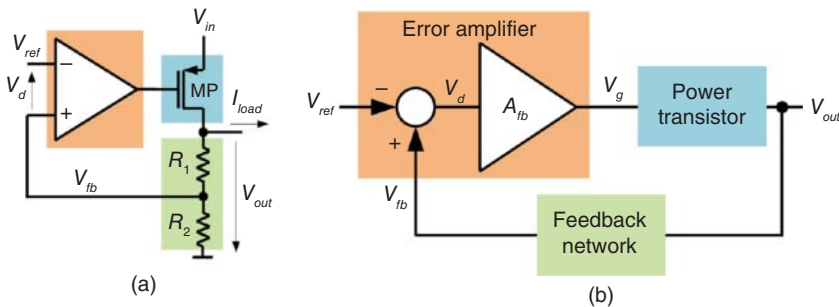 V_in
V_ref
−
MP
V_d
+
I_load
R_1
V_fb
V_out
R_2
(a)
Error amplifier
−
V_d
V_ref
A_fb
V_g
Power
transistor
V_out
+
V_fb
Feedback
network
(b)